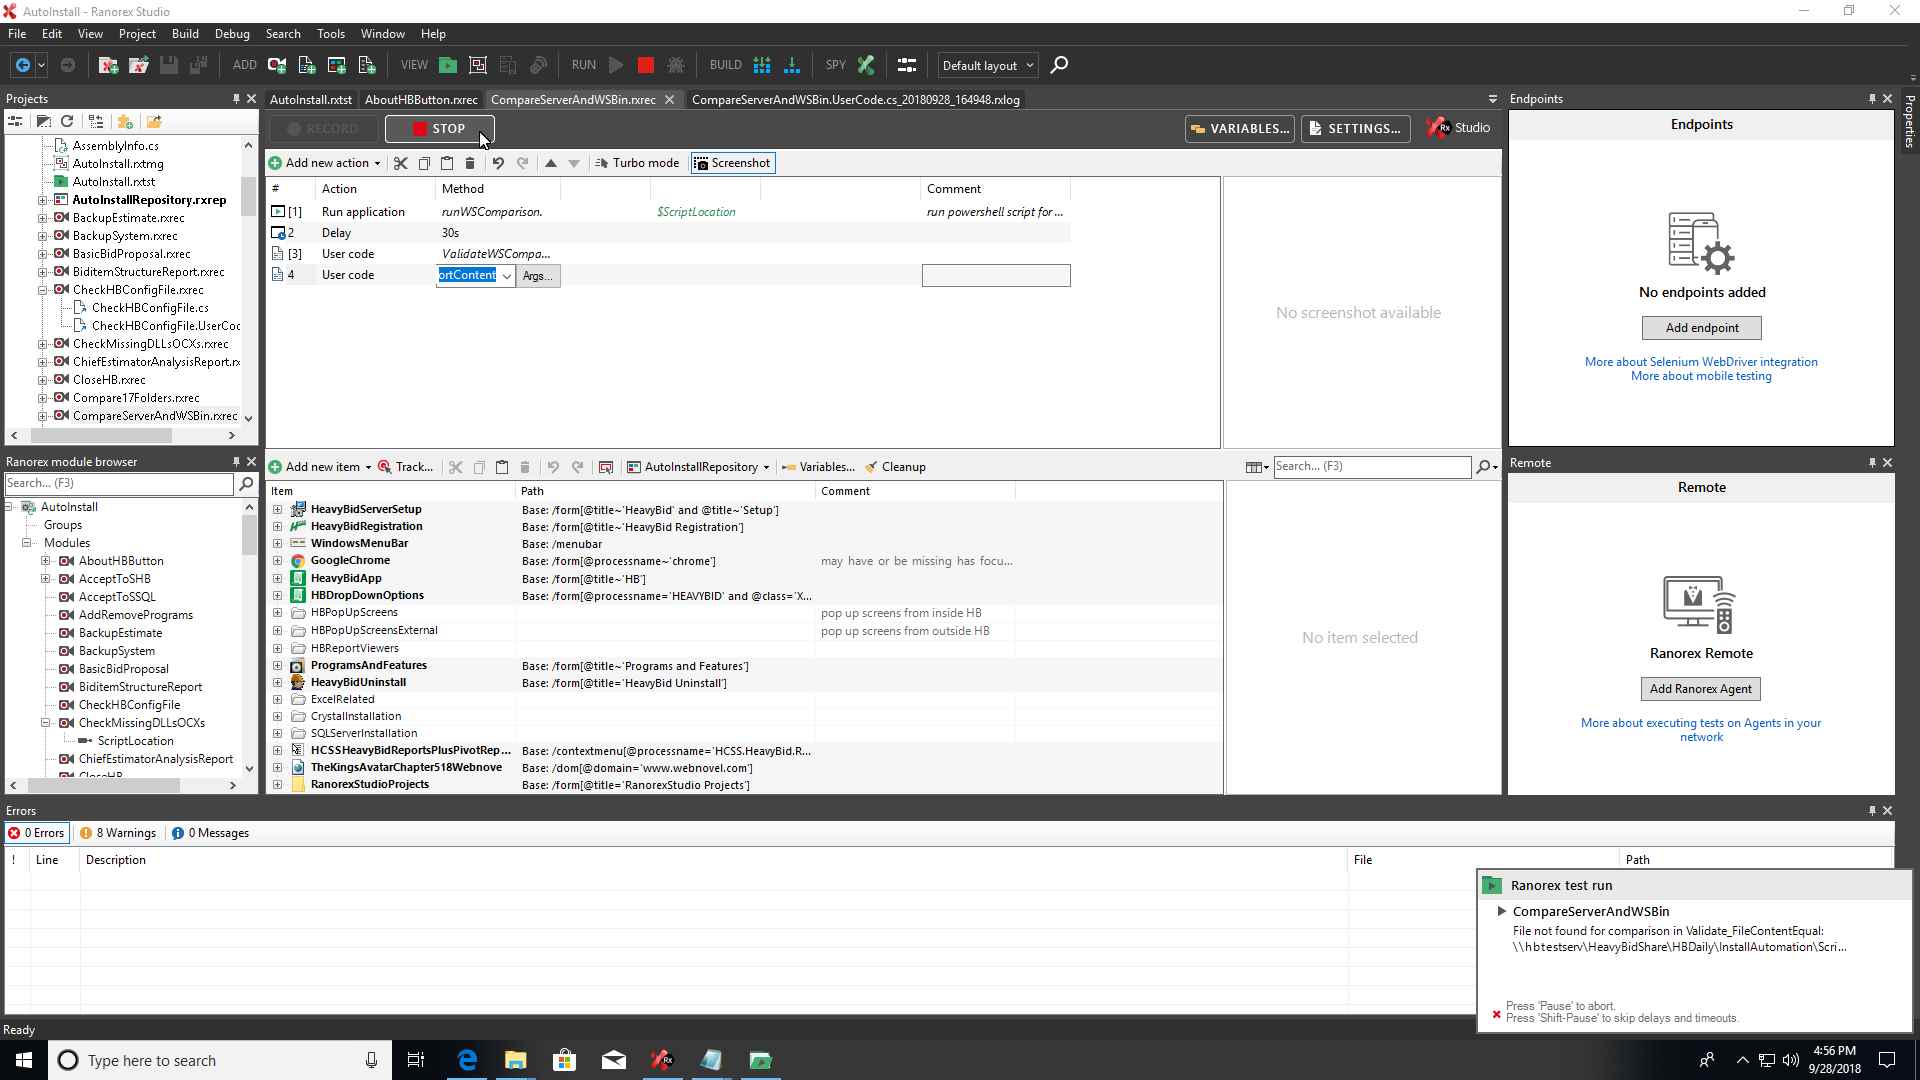 AutoInstall - Ranorex Studio
File Edit View Project Build Debug Search Tools Window Help
ADD VIEW RUN BUILD SPY Default layout
Projects
AutoInstall.rxtst AboutHBButton.rxrec CompareServerAndWSBin.rxrec CompareServerAndWSBin.UserCode.cs_20180928_164948.rxlog
RECORD STOP VARIABLES... SETTINGS... Rx Studio
Add new action Turbo mode Screenshot
AssemblyInfo.cs
AutoInstall.rxtmg
AutoInstall.rxtst
AutoInstallRepository.rxrep
BackupEstimate.rxrec
BackupSystem.rxrec
BasicBidProposal.rxrec
BiditemStructureReport.rxrec
CheckHBConfigFile.rxrec
CheckHBConfigFile.cs
CheckHBConfigFile.UserCoc
CheckMissingDLLsOCXs.rxrec
ChiefEstimatorAnalysisReport.rx
CloseHB.rxrec
Compare17Folders.rxrec
CompareServerAndWSBin.rxrec
# Action Method Comment
[1] Run application runWSComparison. $ScriptLocation run powershell script for ...
2 Delay 30s
[3] User code ValidateWSCompa...
4 User code ortContent Args...
No screenshot available
Endpoints
Endpoints
No endpoints added
Add endpoint
More about Selenium WebDriver integration
More about mobile testing
Properties
Ranorex module browser
Search... (F3)
AutoInstall
Groups
Modules
AboutHBButton
AcceptToSHB
AcceptToSSQL
AddRemovePrograms
BackupEstimate
BackupSystem
BasicBidProposal
BiditemStructureReport
CheckHBConfigFile
CheckMissingDLLsOCXs
ScriptLocation
ChiefEstimatorAnalysisReport
CloseHB
Add new item Track... AutoInstallRepository Variables... Cleanup Search... (F3)
Item Path Comment
HeavyBidServerSetup Base: /form[@title~'HeavyBid' and @title~'Setup']
HeavyBidRegistration Base: /form[@title~'HeavyBid Registration']
WindowsMenuBar Base: /menubar
GoogleChrome Base: /form[@processname~'chrome'] may have or be missing has focu...
HeavyBidApp Base: /form[@title~'HB']
HBDropDownOptions Base: /form[@processname='HEAVYBID' and @class='X...
HBPopUpScreens pop up screens from inside HB
HBPopUpScreensExternal pop up screens from outside HB
HBReportViewers
ProgramsAndFeatures Base: /form[@title~'Programs and Features']
HeavyBidUninstall Base: /form[@title='HeavyBid Uninstall']
ExcelRelated
CrystalInstallation
SQLServerInstallation
HCSSHeavyBidReportsPlusPivotRep... Base: /contextmenu[@processname='HCSS.HeavyBid.R...
TheKingsAvatarChapter518Webnove Base: /dom[@domain='www.webnovel.com']
RanorexStudioProjects Base: /form[@title='RanorexStudio Projects']
No item selected
Remote
Remote
Ranorex Remote
Add Ranorex Agent
More about executing tests on Agents in your
network
Errors
0 Errors 8 Warnings 0 Messages
! Line Description File Path
Ranorex test run
CompareServerAndWSBin
File not found for comparison in Validate_FileContentEqual:
\\hbtestserv\HeavyBidShare\HBDaily\InstallAutomation\Scri...
Press 'Pause' to abort.
Press 'Shift-Pause' to skip delays and timeouts.
Ready
Type here to search
4:56 PM
9/28/2018